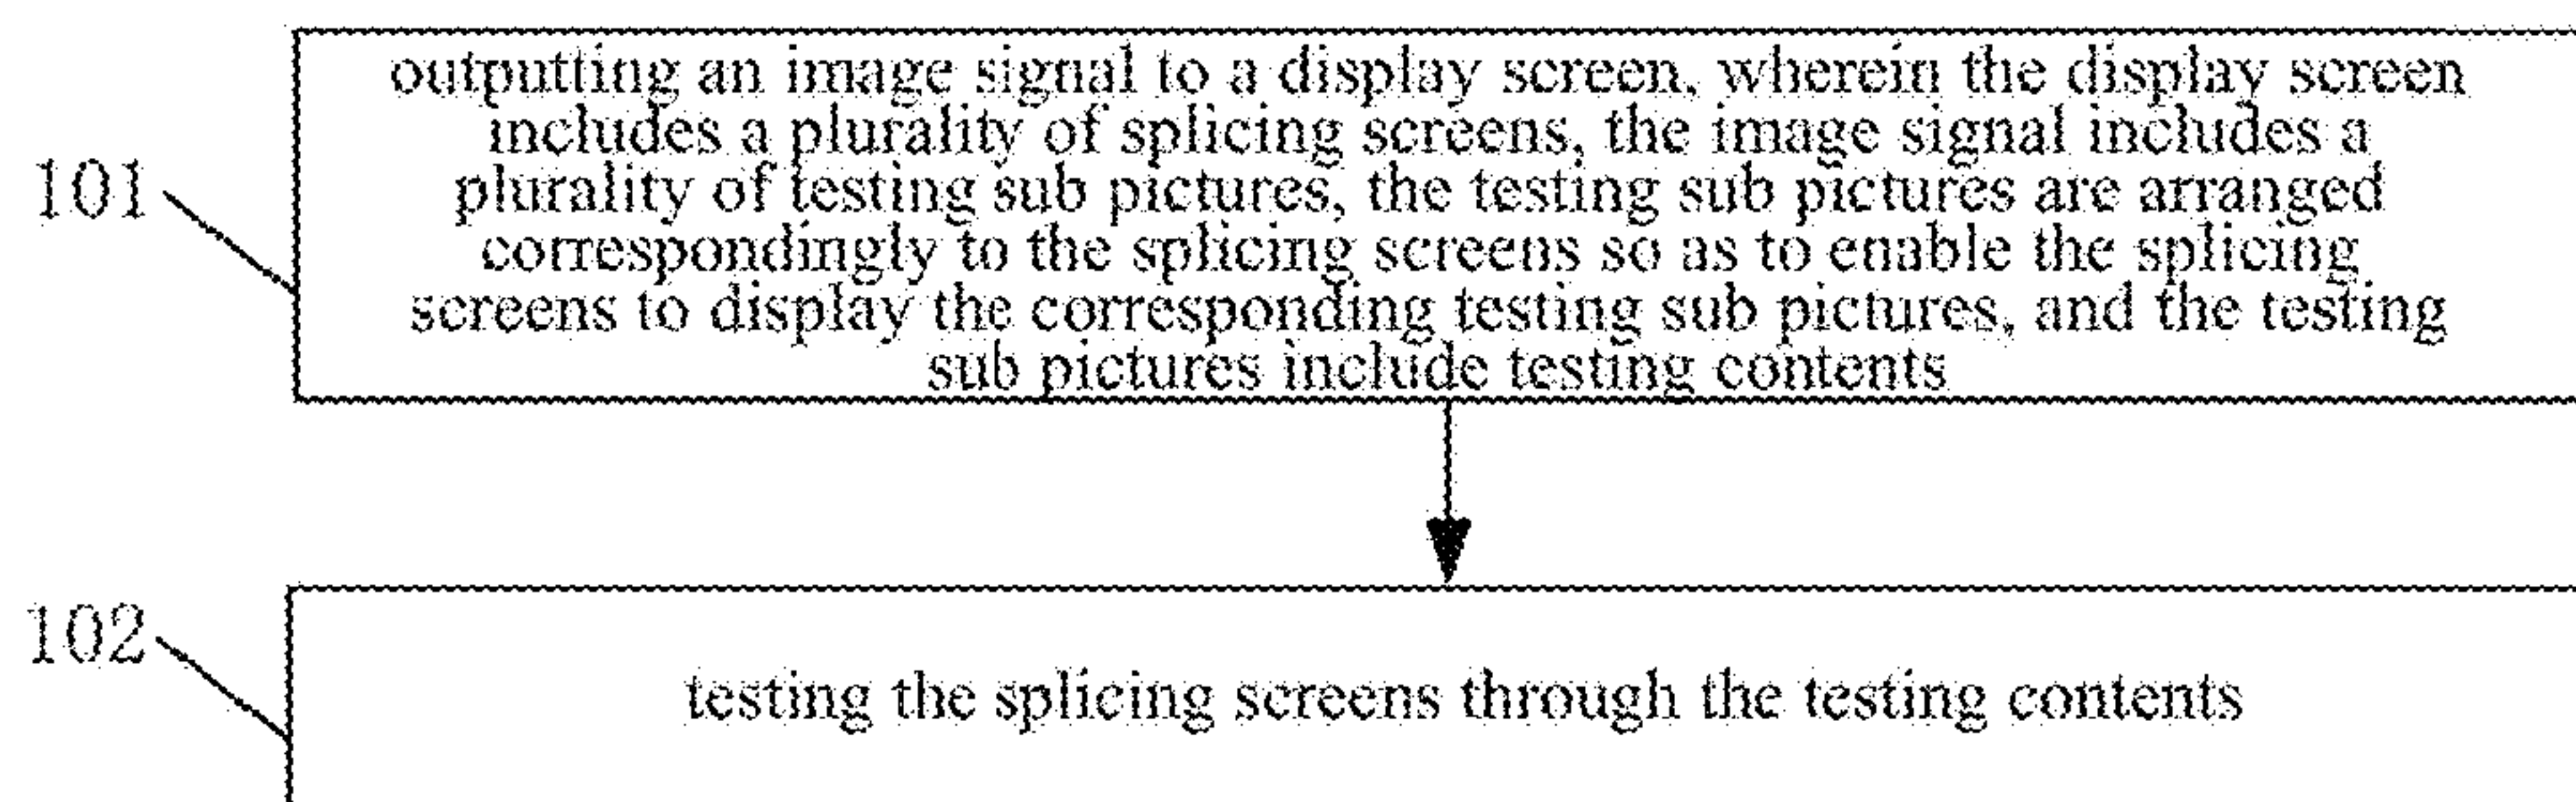 outputting an image signal to a display screen, wherein the display screen
includes a plurality of splicing screens, the image signal includes a
101
plurality of testing sub pictures, the testing sub pictures are arranged
correspondingly to the splicing screens so as to enable the splicing
screens to display the corresponding testing sub pictures, and the testing
sub pictures include testing contents
102
testing the splicing screens through the testing contents